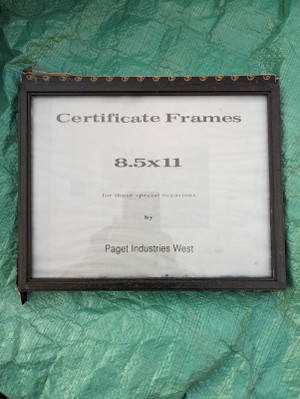 Certificate Frames
8.5x11
for those special occasions
by
Paget Industries West